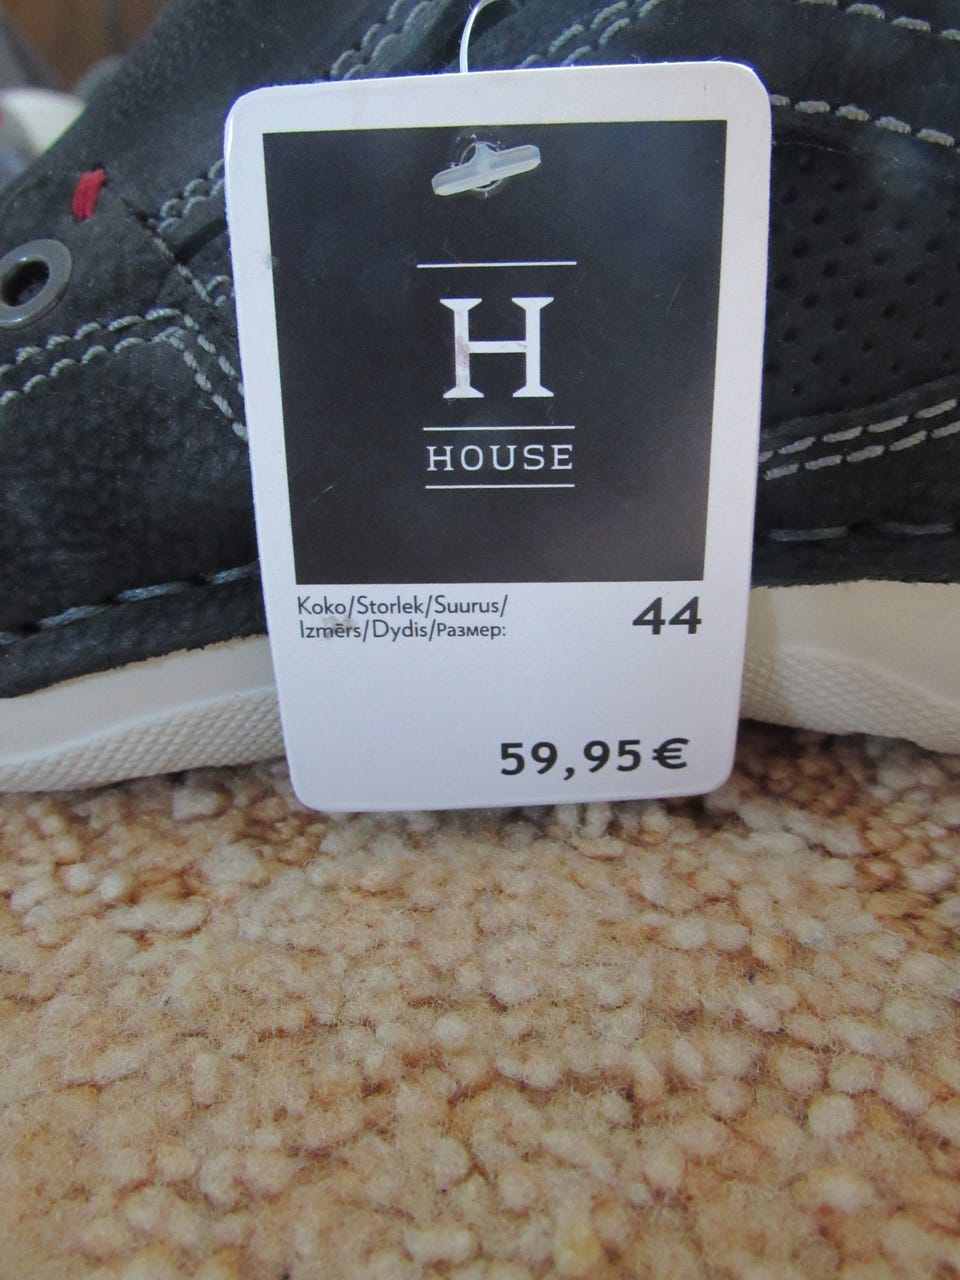 H
HOUSE
Koko/Storlek/Suurus/
Izmērs/Dydis/Размер:
44
59,95€